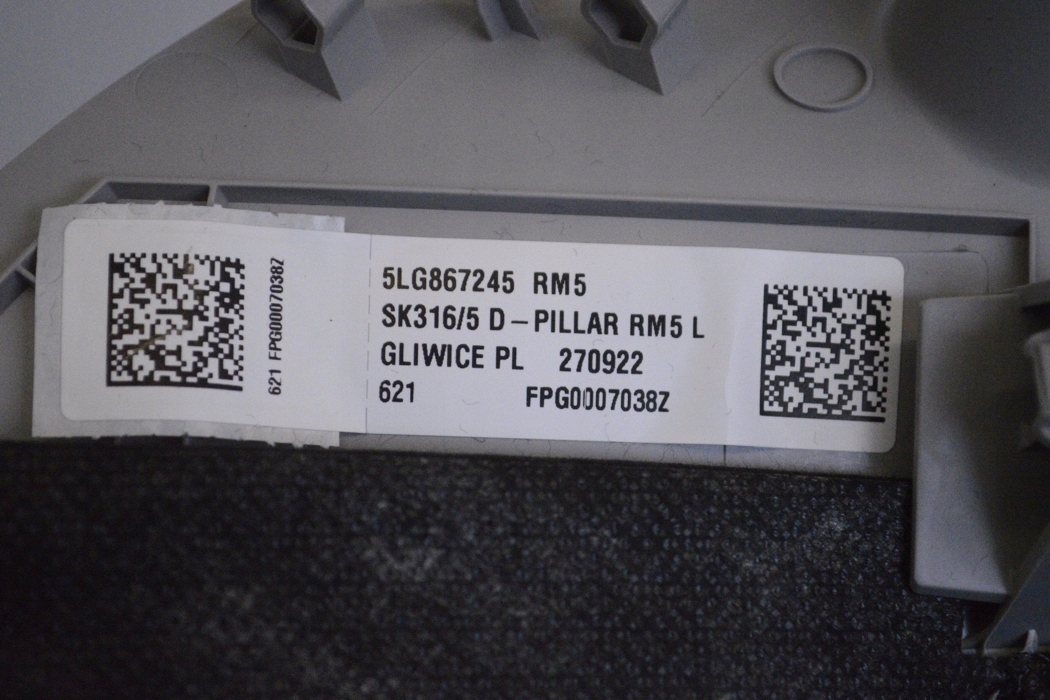 621 FPG0007038Z
5LG867245 RM5
SK316/5 D-PILLAR RM5 L
GLIWICE PL 270922
621 FPG0007038Z